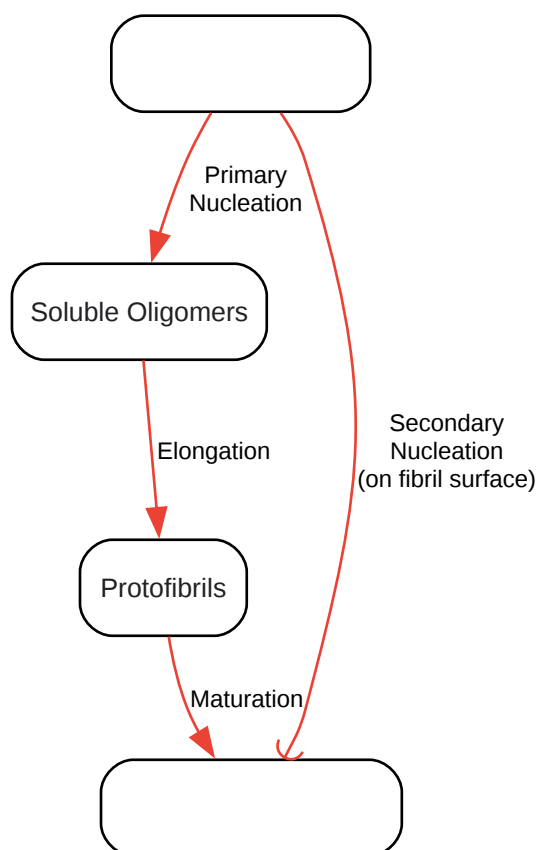 Primary
Nucleation
Soluble Oligomers
Elongation
Secondary
Nucleation
(on fibril surface)
Protofibrils
Maturation